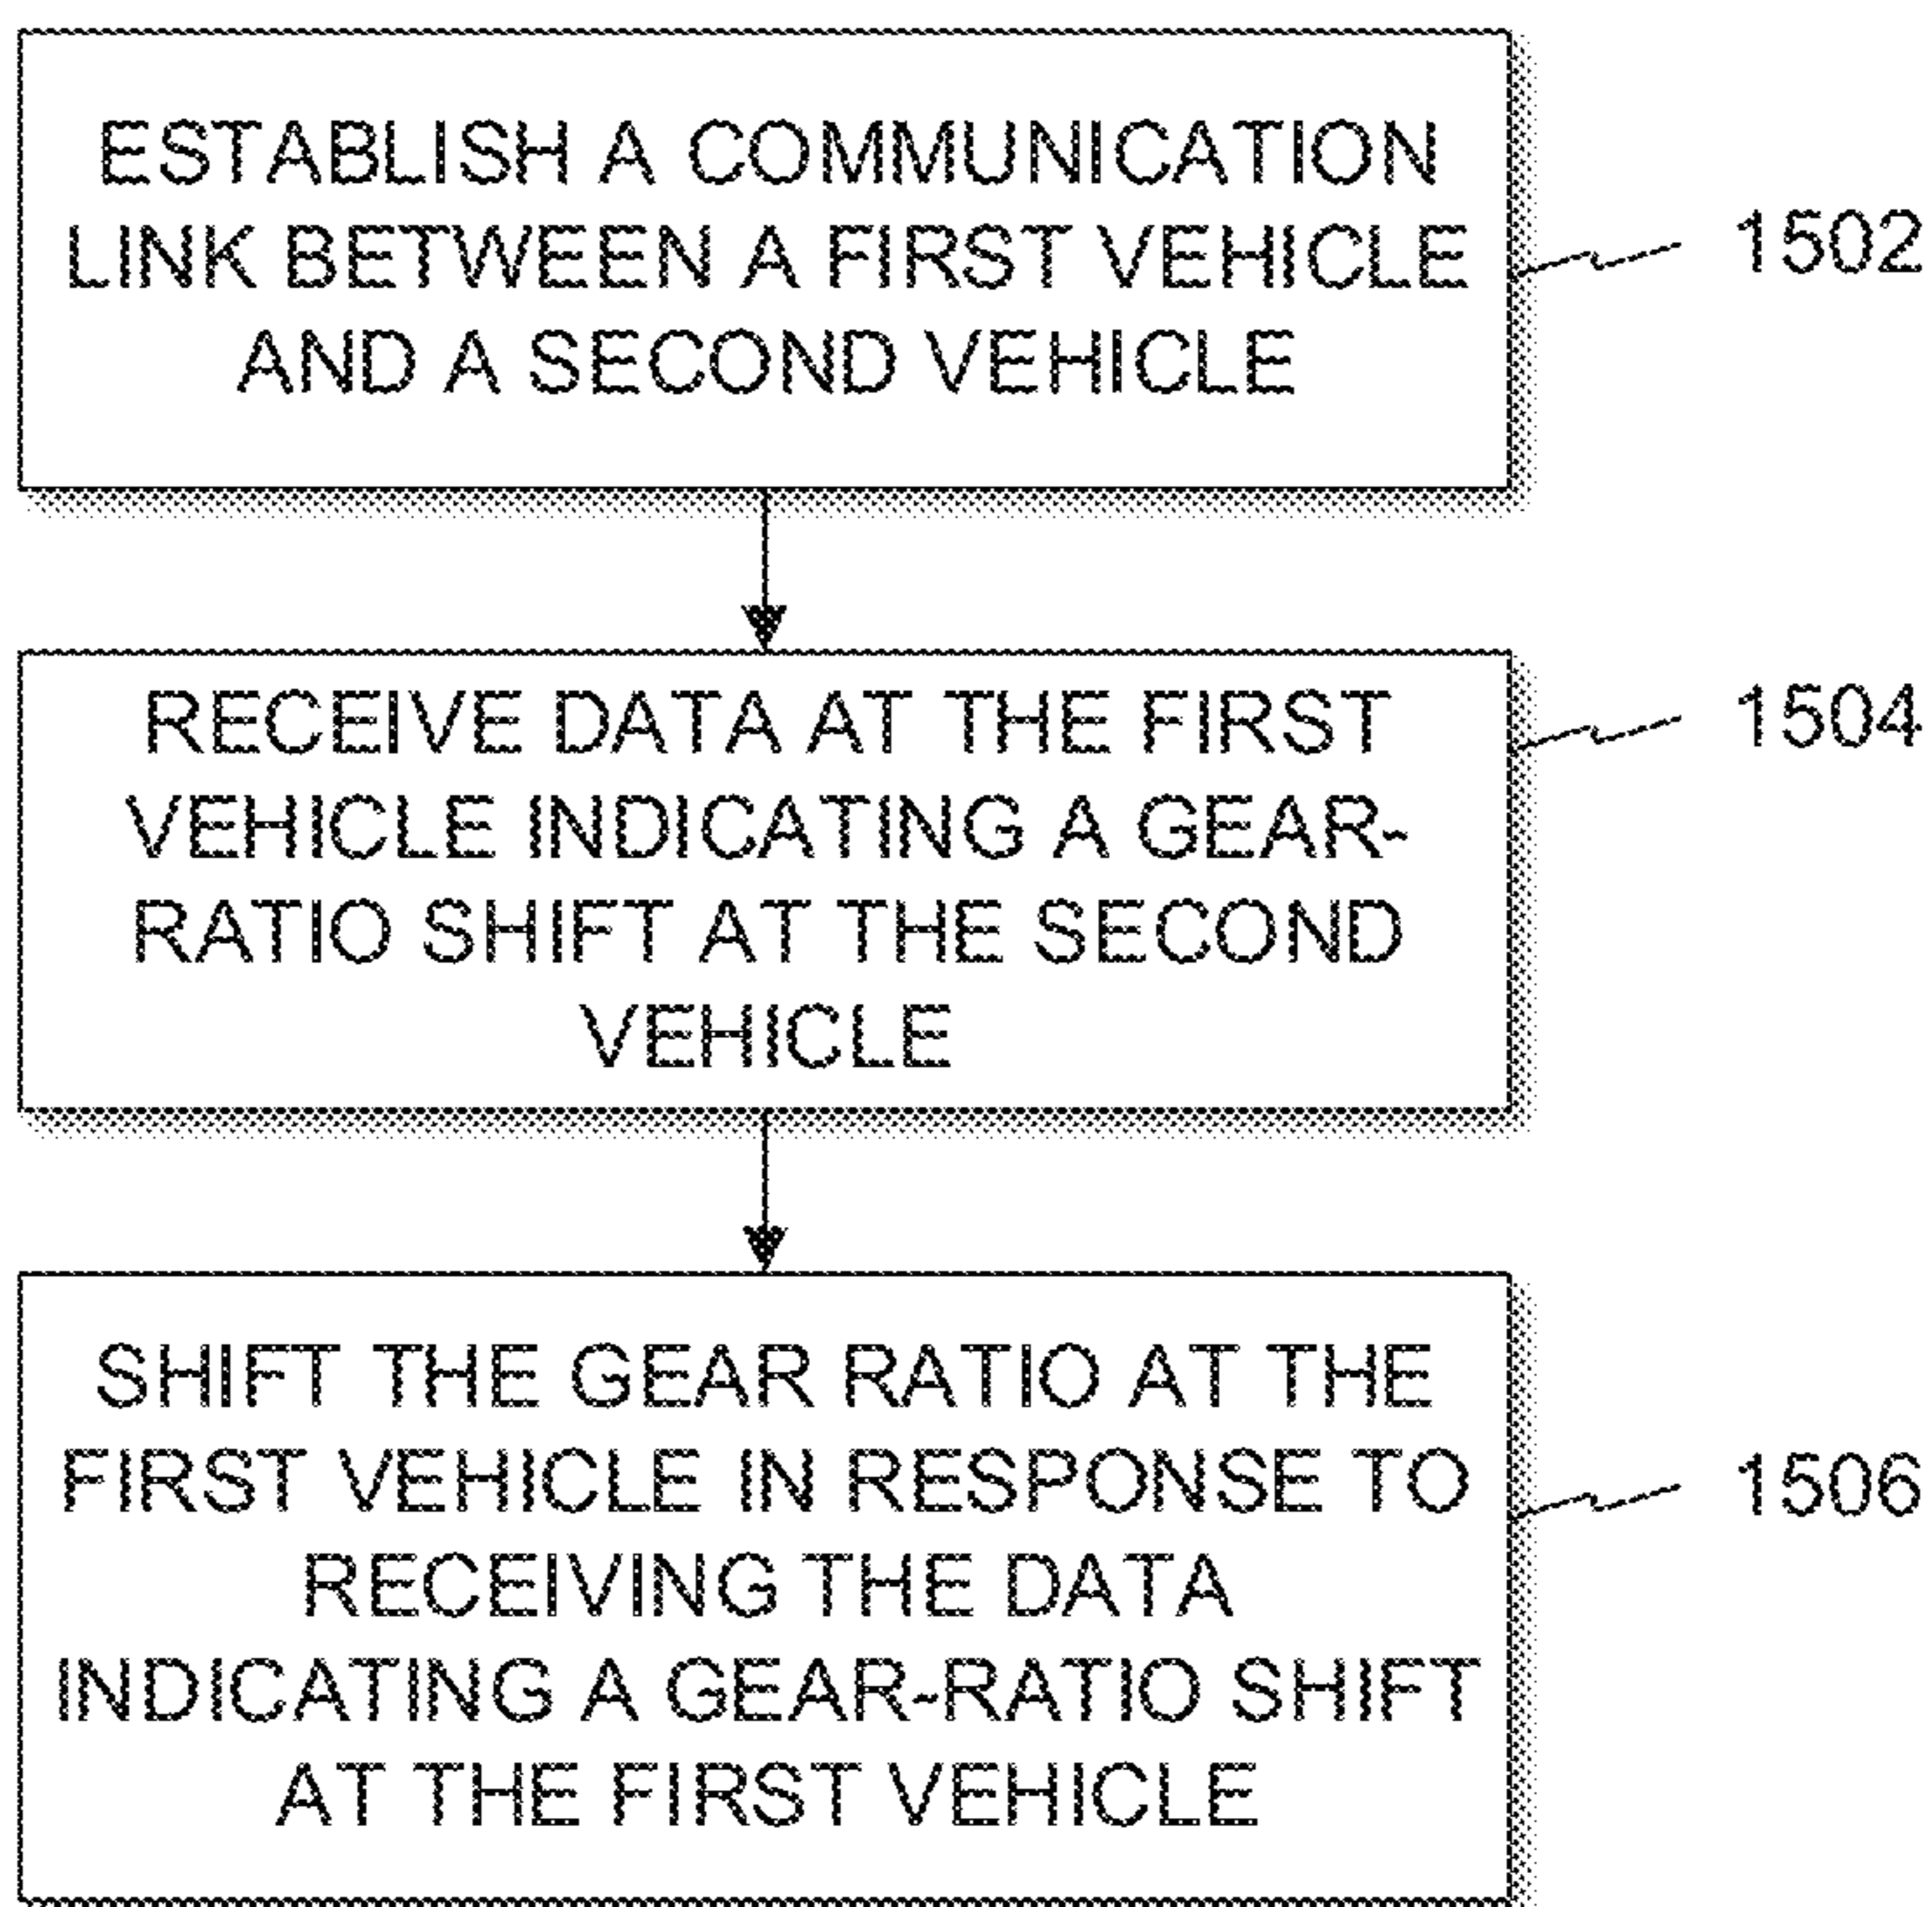 ESTABLISH A COMMUNICATION
LINK BETWEEN A FIRST VEHICLE
AND A SECOND VEHICLE
1502
RECEIVE DATA AT THE FIRST
VEHICLE INDICATING A GEAR-
RATIO SHIFT AT THE SECOND
VEHICLE
1504
SHIFT THE GEAR RATIO AT THE
FIRST VEHICLE IN RESPONSE TO
RECEIVING THE DATA
INDICATING A GEAR-RATIO SHIFT
AT THE FIRST VEHICLE
1506